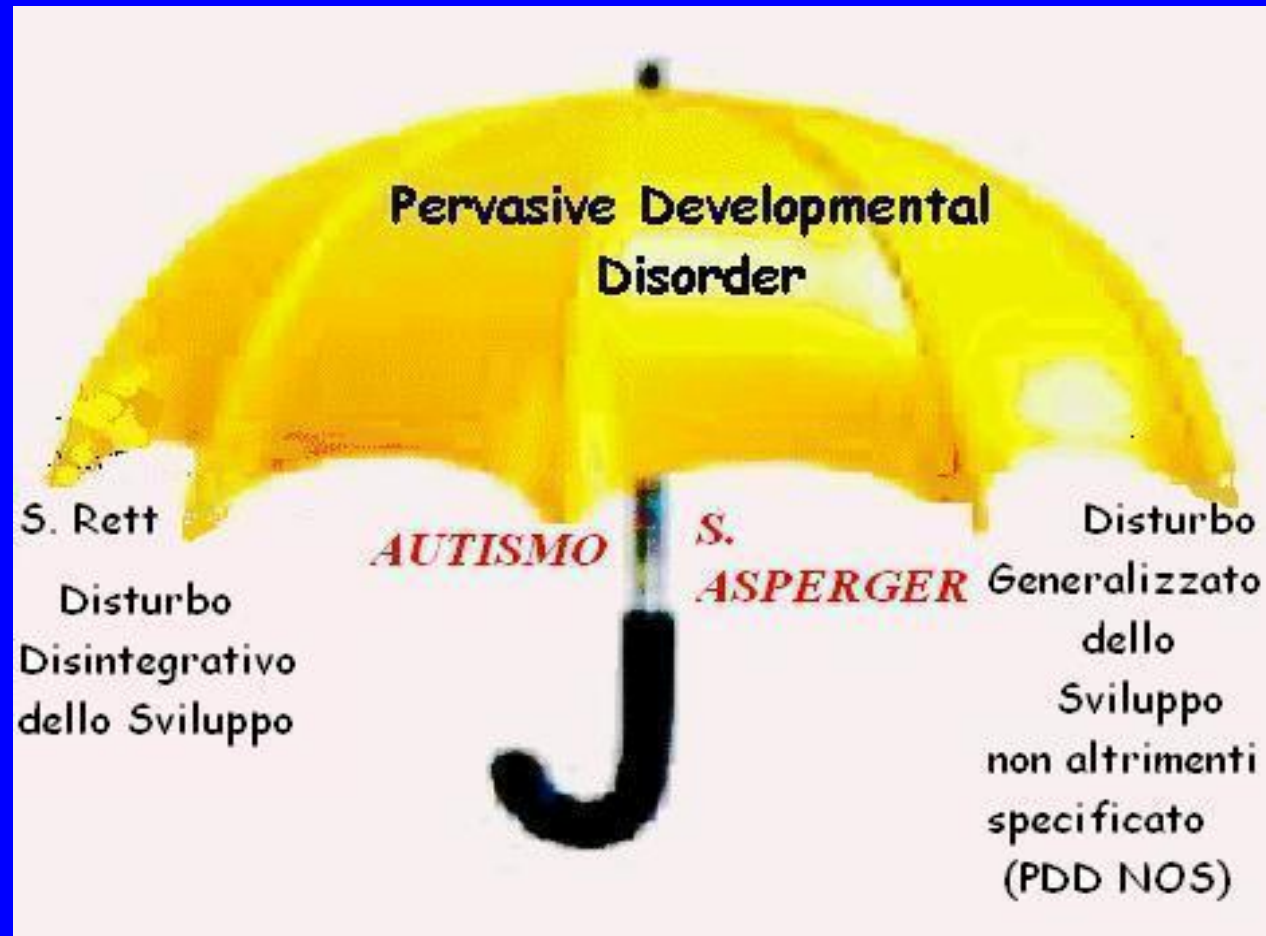 Pervasive Developmental
Disorder
S. Rett
Disturbo
Disintegrativo
dello Sviluppo
AUTISMO
S.
ASPERGER
Disturbo
Generalizzato
dello
Sviluppo
non altrimenti
specificato
(PDD NOS)